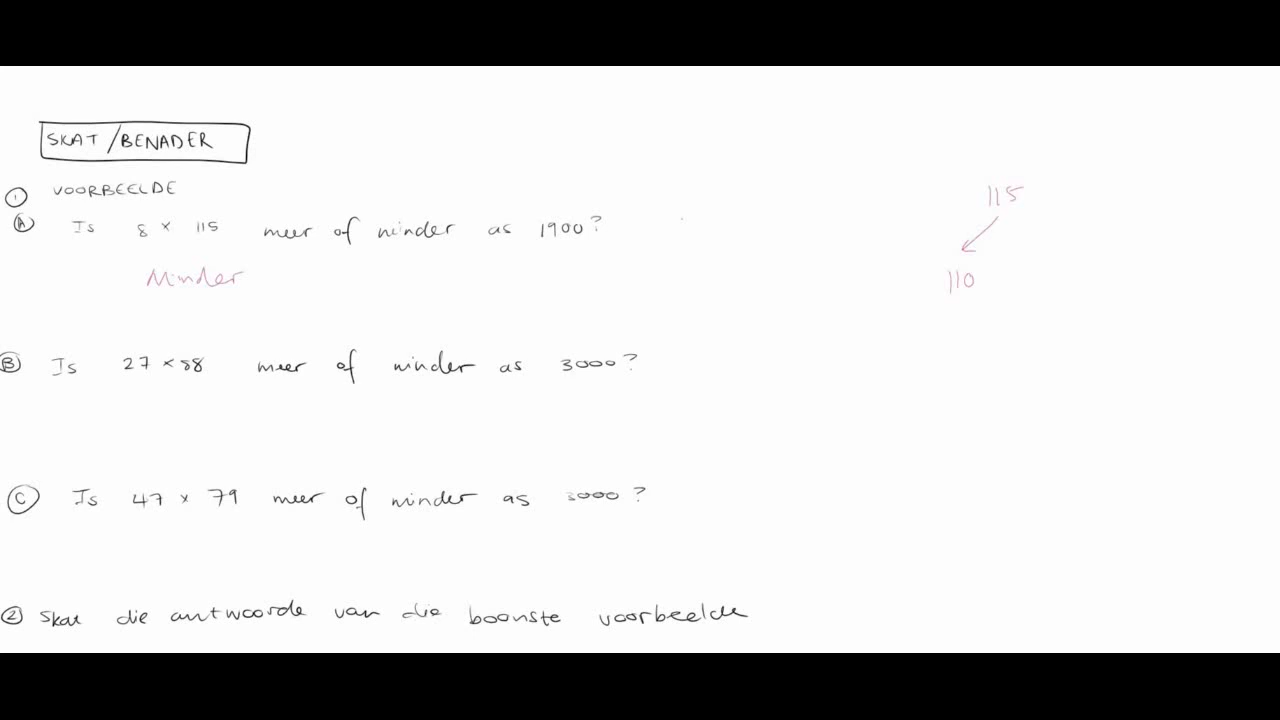 SKAT / BENADER
① VOORBEELDE
Ⓐ Is 8 × 115 meer of minder as 1900?
Minder
115
110
Ⓑ Is 27 × 88 meer of minder as 3000?
Ⓒ Is 47 × 79 meer of minder as 3000?
② Skat die antwoorde van die boonste voorbeelde